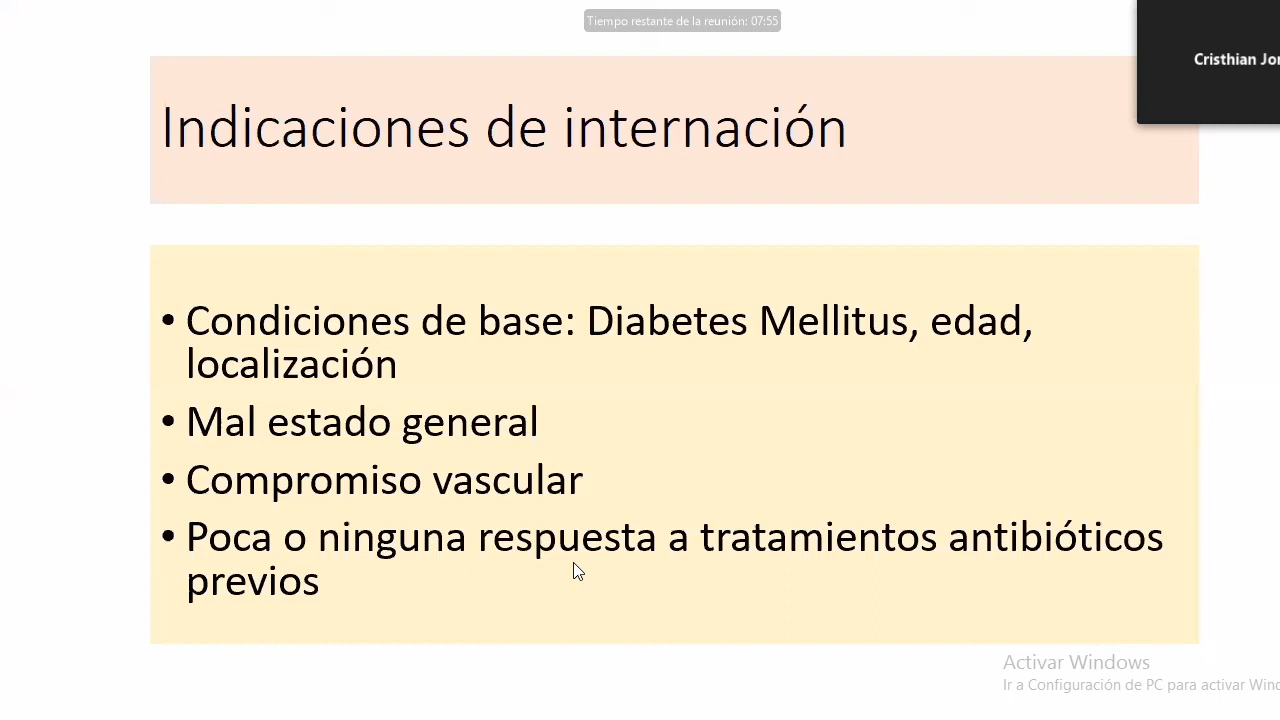 Tiempo restante de la reunión: 07:55
Cristhian Jor
Indicaciones de internación
• Condiciones de base: Diabetes Mellitus, edad,
localización
• Mal estado general
• Compromiso vascular
• Poca o ninguna respuesta a tratamientos antibióticos
previos
Activar Windows
Ir a Configuración de PC para activar Wind